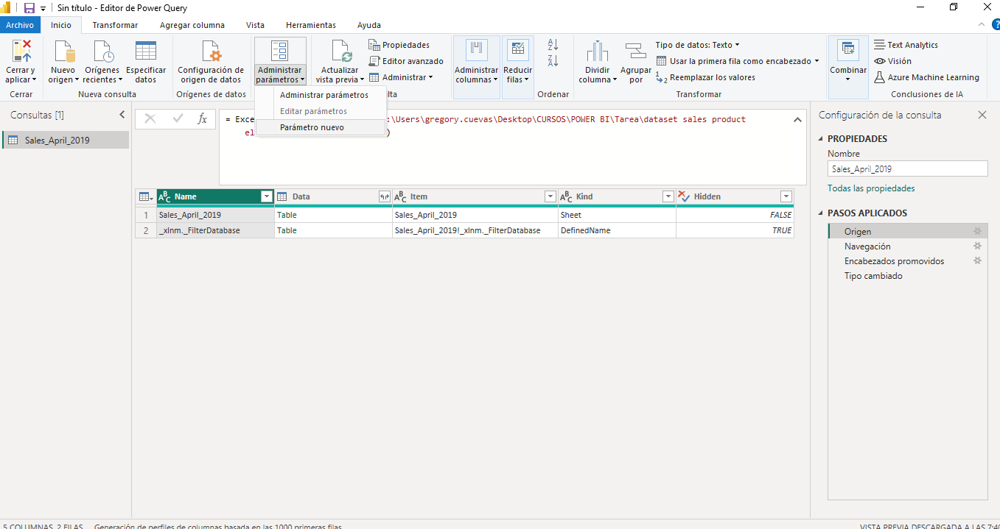 Sin título - Editor de Power Query
Archivo Inicio Transformar Agregar columna Vista Herramientas Ayuda
Cerrar y aplicar
Nuevo origen
Orígenes recientes
Especificar datos
Configuración de origen de datos
Administrar parámetros
Actualizar vista previa
Propiedades
Editor avanzado
Administrar
Administrar columnas
Reducir filas
Dividir columna
Agrupar por
Tipo de datos: Texto
Usar la primera fila como encabezado
Reemplazar los valores
Combinar
Text Analytics
Visión
Azure Machine Learning
Cerrar Nueva consulta Orígenes de datos lta Ordenar Transformar Conclusiones de IA
Administrar parámetros
Editar parámetros
Parámetro nuevo
Consultas [1]
Sales_April_2019
fx
= Exce :\Users\gregory.cuevas\Desktop\CURSOS\POWER BI\Tarea\dataset sales product
el )
Name Data Item Kind Hidden
1 Sales_April_2019 Table Sales_April_2019 Sheet FALSE
2 _xlnm._FilterDatabase Table Sales_April_2019!_xlnm._FilterDatabase DefinedName TRUE
Configuración de la consulta
PROPIEDADES
Nombre
Sales_April_2019
Todas las propiedades
PASOS APLICADOS
Origen
Navegación
Encabezados promovidos
Tipo cambiado
5 COLUMNAS, 2 FILAS Generación de perfiles de columnas basada en las 1000 primeras filas
VISTA PREVIA DESCARGADA A LAS 7:40